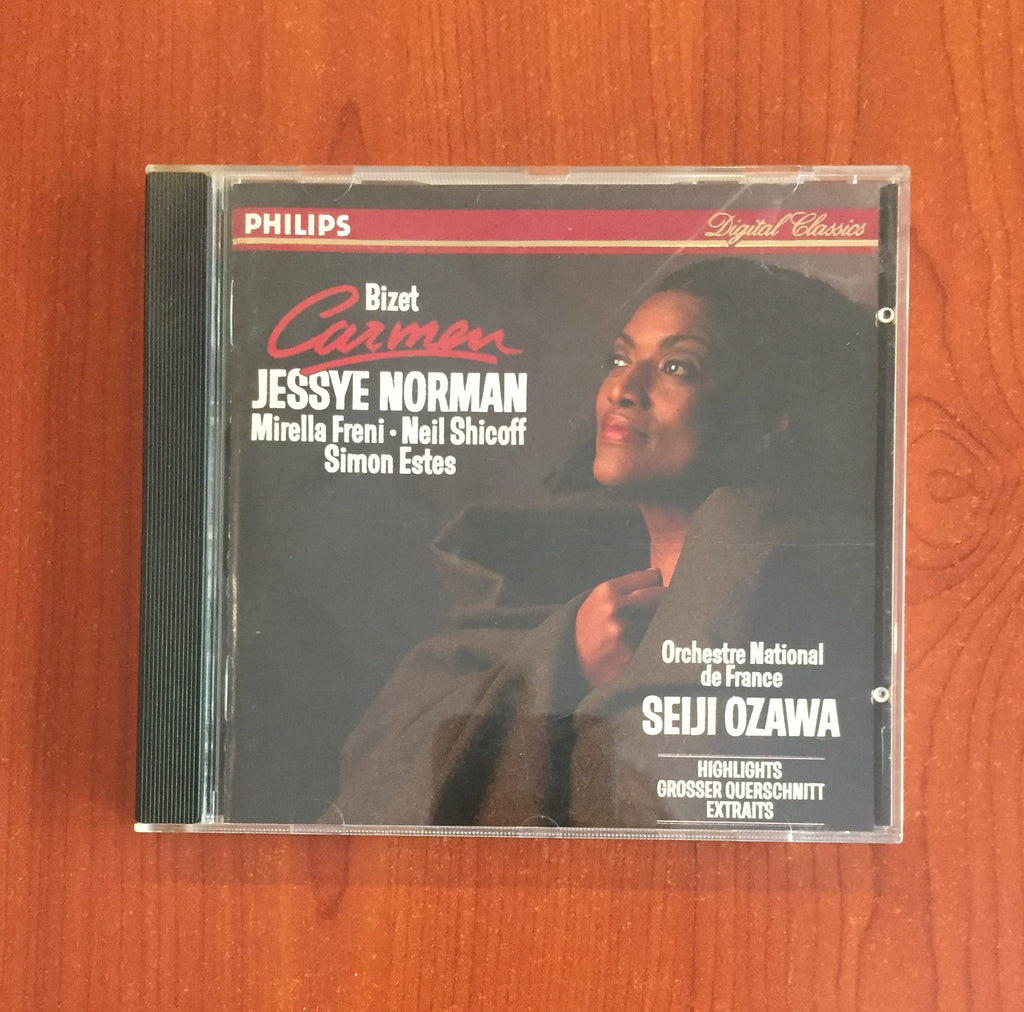 PHILIPS
Digital Classics
Bizet
Carmen
JESSYE NORMAN
Mirella Freni • Neil Shicoff
Simon Estes
Orchestre National
de France
SEIJI OZAWA
HIGHLIGHTS
GROSSER QUERSCHNITT
EXTRAITS